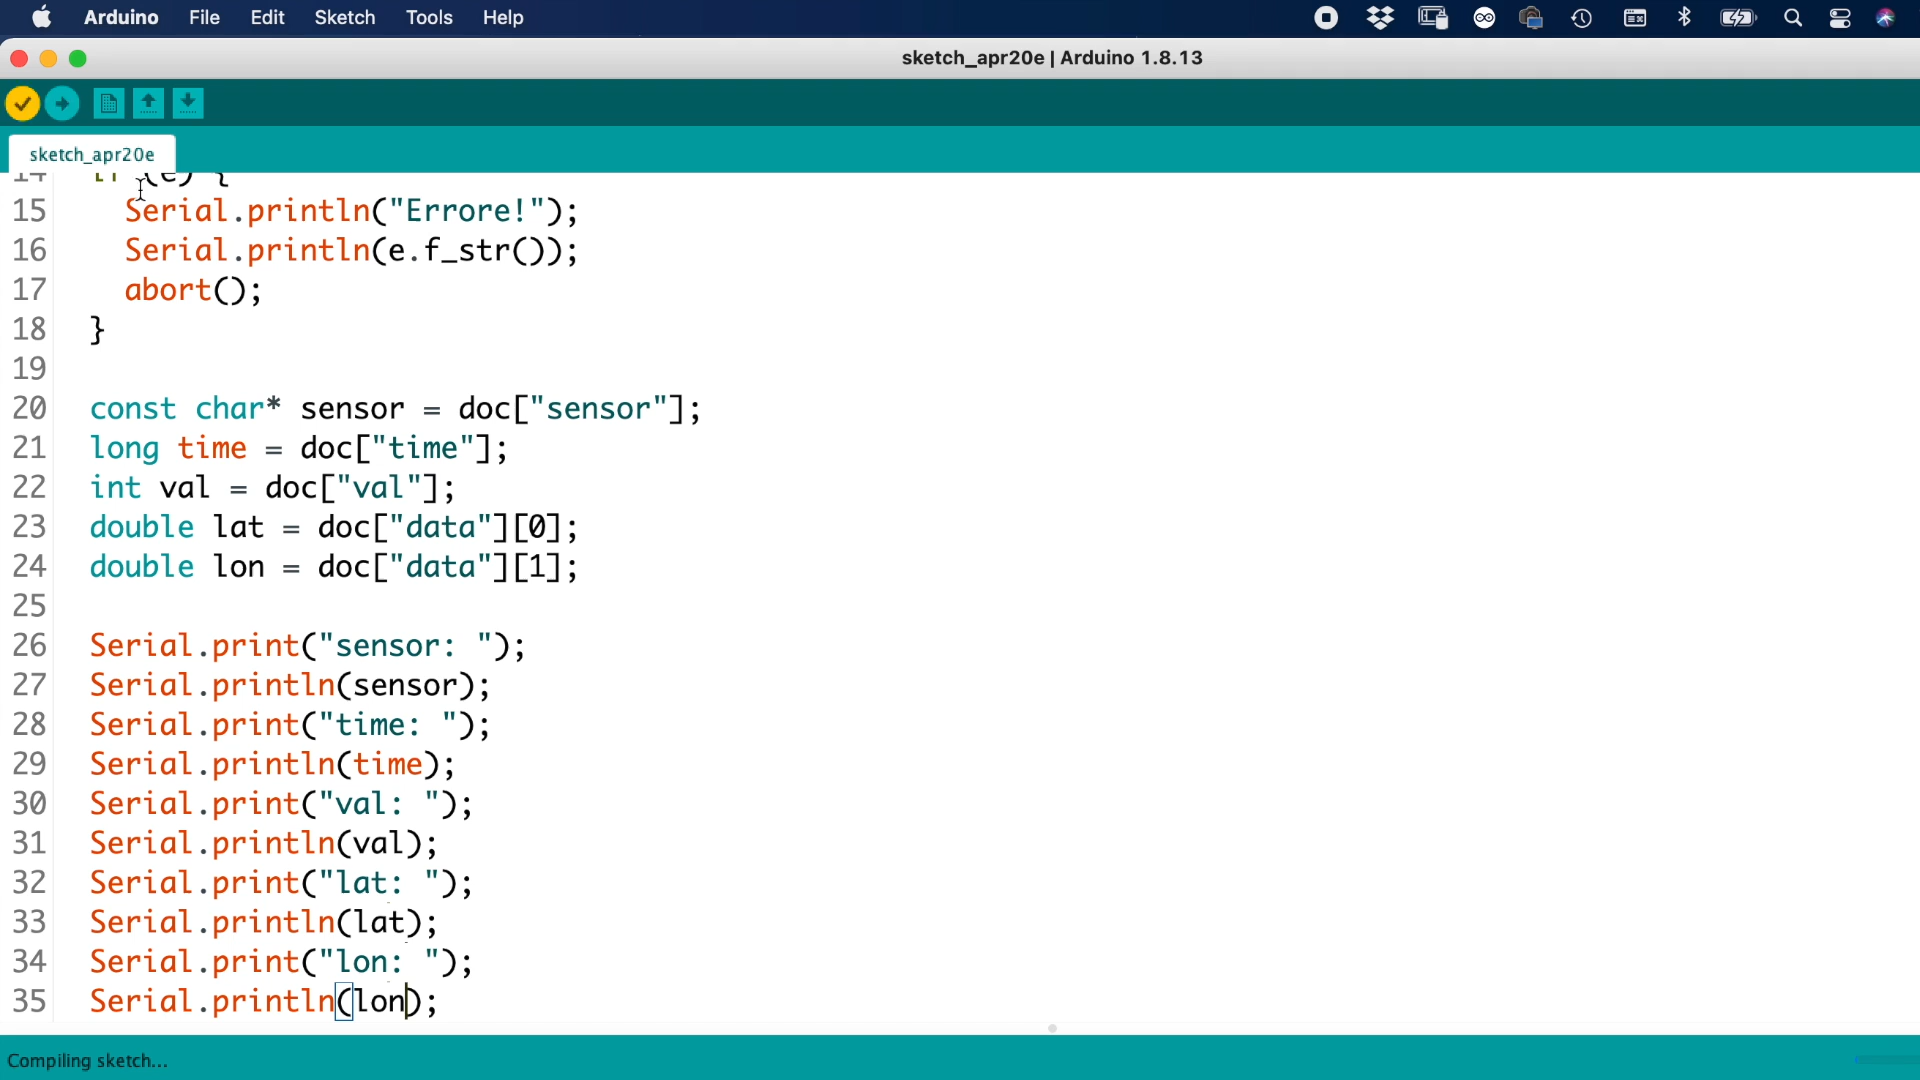 Arduino File Edit Sketch Tools Help
sketch_apr20e | Arduino 1.8.13
sketch_apr20e
14 if (e) {
15 Serial.println("Errore!");
16 Serial.println(e.f_str());
17 abort();
18 }
19
20 const char* sensor = doc["sensor"];
21 long time = doc["time"];
22 int val = doc["val"];
23 double lat = doc["data"][0];
24 double lon = doc["data"][1];
25
26 Serial.print("sensor: ");
27 Serial.println(sensor);
28 Serial.print("time: ");
29 Serial.println(time);
30 Serial.print("val: ");
31 Serial.println(val);
32 Serial.print("lat: ");
33 Serial.println(lat);
34 Serial.print("lon: ");
35 Serial.println(lon);
Compiling sketch...